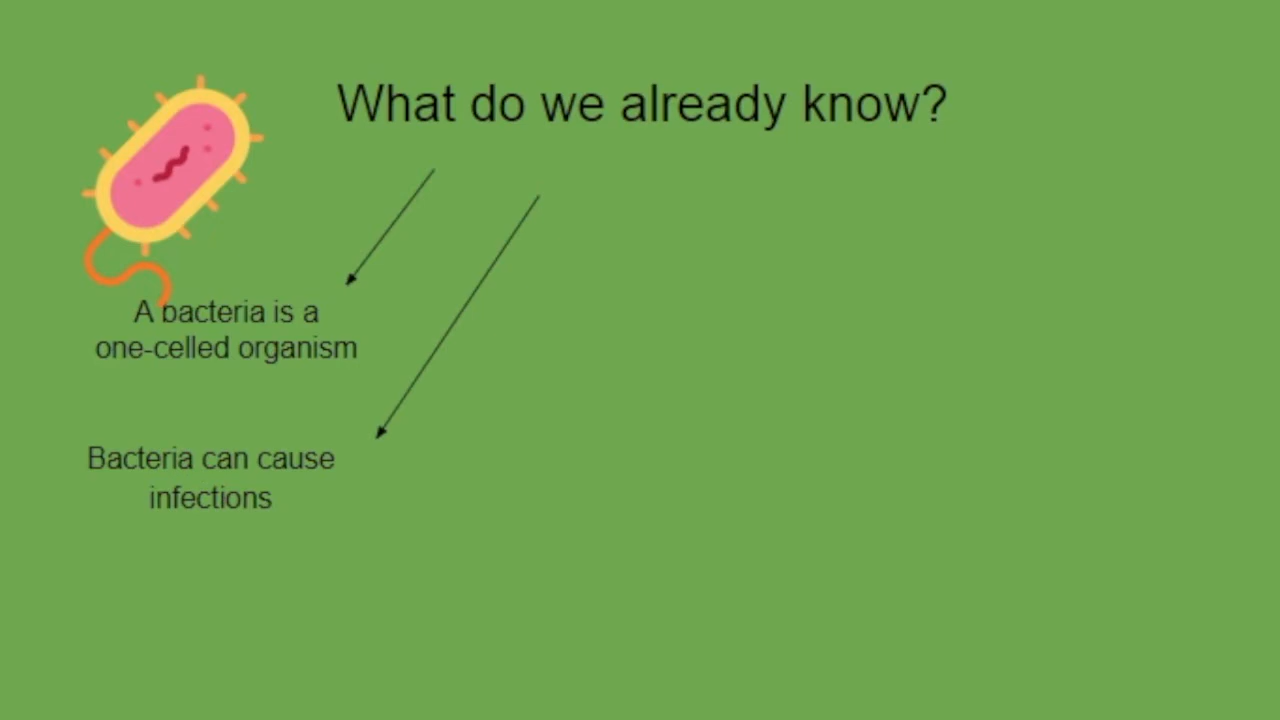 What do we already know?
A bacteria is a
one-celled organism
Bacteria can cause
infections